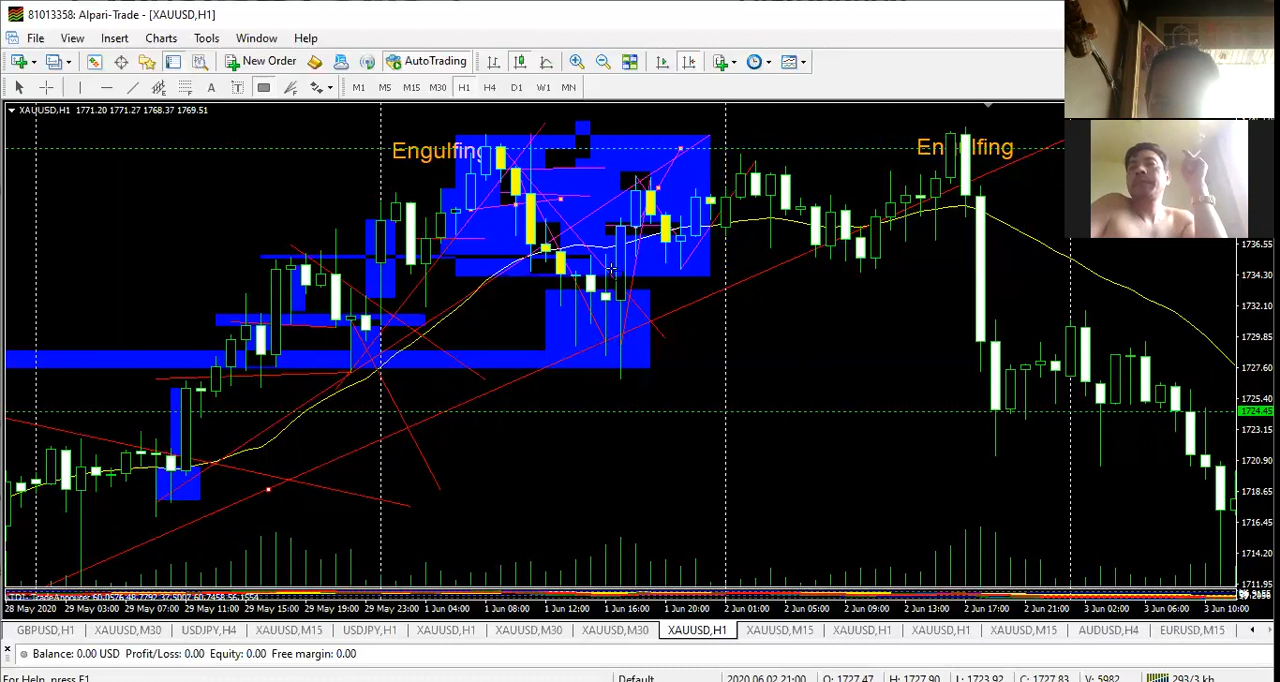 81013358: Alpari-Trade - [XAUUSD,H1]
File View Insert Charts Tools Window Help
New Order AutoTrading
A T M1 M5 M15 M30 H1 H4 D1 W1 MN
XAUUSD,H1 1771.20 1771.27 1768.37 1769.51
Engulfing Engulfing
1736.55
1734.30
1732.10
1729.85
1727.60
1725.40
1724.45
1723.15
1720.90
1718.65
1716.45
1714.20
1711.95
28 May 2020 29 May 03:00 29 May 07:00 29 May 11:00 29 May 15:00 29 May 19:00 29 May 23:00 1 Jun 04:00 1 Jun 08:00 1 Jun 12:00 1 Jun 16:00 1 Jun 20:00 2 Jun 01:00 2 Jun 05:00 2 Jun 09:00 2 Jun 13:00 2 Jun 17:00 2 Jun 21:00 3 Jun 02:00 3 Jun 06:00 3 Jun 10:00
GBPUSD,H1 XAUUSD,M30 USDJPY,H4 XAUUSD,M15 USDJPY,H1 XAUUSD,H1 XAUUSD,M30 XAUUSD,M30 XAUUSD,H1 XAUUSD,M15 XAUUSD,H1 XAUUSD,H1 XAUUSD,M15 AUDUSD,H4 EURUSD,M15
Balance: 0.00 USD Profit/Loss: 0.00 Equity: 0.00 Free margin: 0.00
For Help, press F1 Default 2020.06.02 21:00 O: 1727.47 H: 1727.90 L: 1723.92 C: 1727.83 V: 5982 293/3 kb